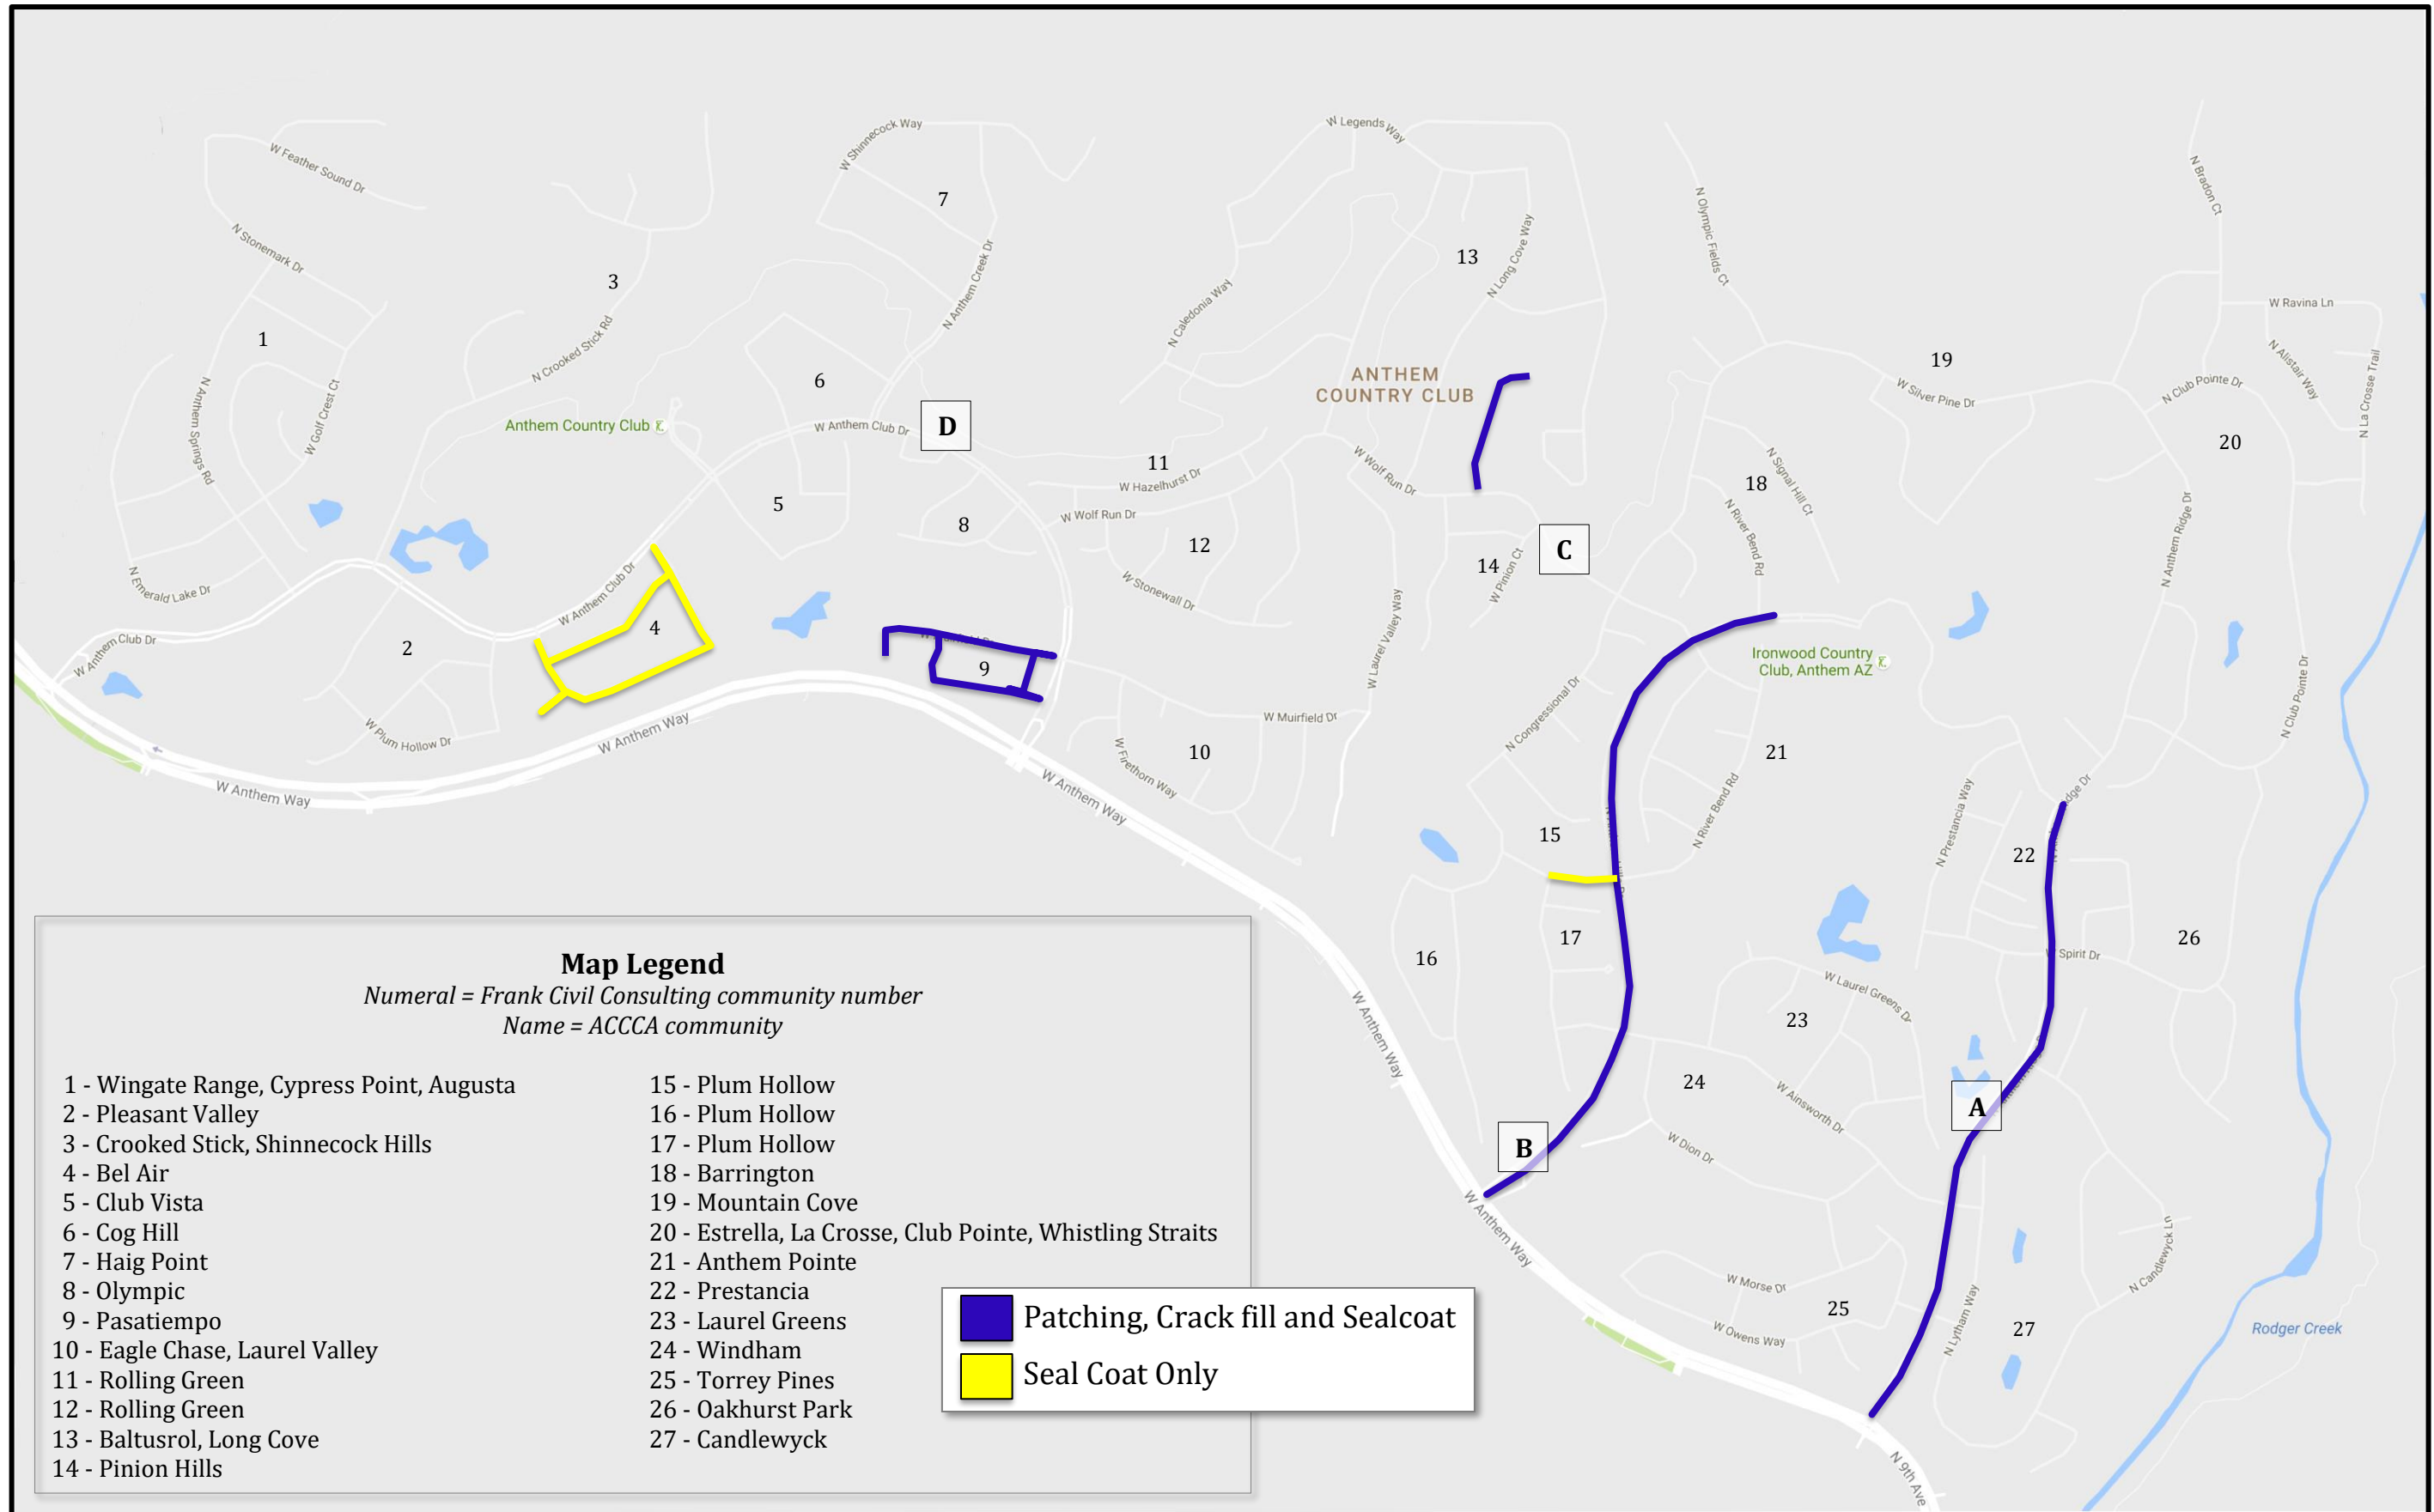 W Feather Sound Dr
N Stonemark Dr
1
N Anthem Springs Rd
W Golf Crest Ct
N Emerald Lake Dr
W Anthem Club Dr
3
N Crooked Stick Rd
Anthem Country Club
W Shinnecock Way
7
N Anthem Creek Dr
6
W Anthem Club Dr
D
5
8
W Anthem Club Dr
4
2
W Plum Hollow Dr
W Anthem Way
W Anthem Way
9
W Legends Way
13
N Long Cove Way
N Caledonia Way
ANTHEM
COUNTRY CLUB
11
W Hazelhurst Dr
W Wolf Run Dr
W Wolf Run Dr
12
W Stonewall Dr
14
W Pinion Ct
C
W Laurel Valley Way
W Muirfield Dr
10
W Firethorn Way
W Anthem Way
N Olympic Fields Ct
N Bradon Ct
19
W Silver Pine Dr
W Ravina Ln
N Alistair Way
N La Crosse Trail
N Club Pointe Dr
20
18
N Signal Hill Ct
N River Bend Rd
N Anthem Ridge Dr
Ironwood Country
Club, Anthem AZ
N Congressional Dr
21
N River Bend Rd
N Club Pointe Dr
15
N Prestancia Way
22
17
16
W Spirit Dr
26
W Laurel Greens Dr
23
W Anthem Way
24
W Ainsworth Dr
A
B
W Dion Dr
W Anthem Way
W Morse Dr
25
W Owens Way
N Lytham Way
27
N Candlewyck Ln
Rodger Creek
N 9th Ave
Map Legend
Numeral = Frank Civil Consulting community number
Name = ACCCA community
1 - Wingate Range, Cypress Point, Augusta
2 - Pleasant Valley
3 - Crooked Stick, Shinnecock Hills
4 - Bel Air
5 - Club Vista
6 - Cog Hill
7 - Haig Point
8 - Olympic
9 - Pasatiempo
10 - Eagle Chase, Laurel Valley
11 - Rolling Green
12 - Rolling Green
13 - Baltusrol, Long Cove
14 - Pinion Hills
15 - Plum Hollow
16 - Plum Hollow
17 - Plum Hollow
18 - Barrington
19 - Mountain Cove
20 - Estrella, La Crosse, Club Pointe, Whistling Straits
21 - Anthem Pointe
22 - Prestancia
23 - Laurel Greens
24 - Windham
25 - Torrey Pines
26 - Oakhurst Park
27 - Candlewyck
Patching, Crack fill and Sealcoat
Seal Coat Only